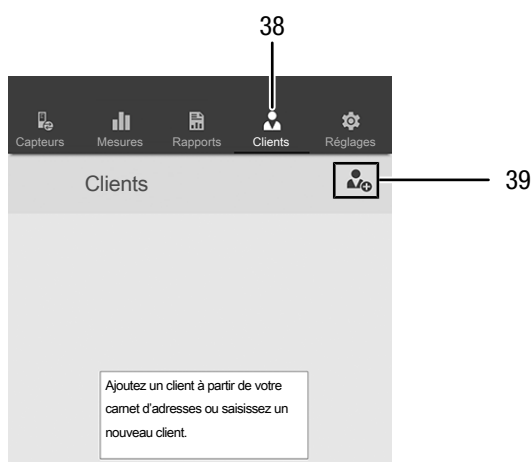 38
Capteurs Mesures Rapports Clients Réglages
Clients
39
Ajoutez un client à partir de votre
carnet d'adresses ou saisissez un
nouveau client.